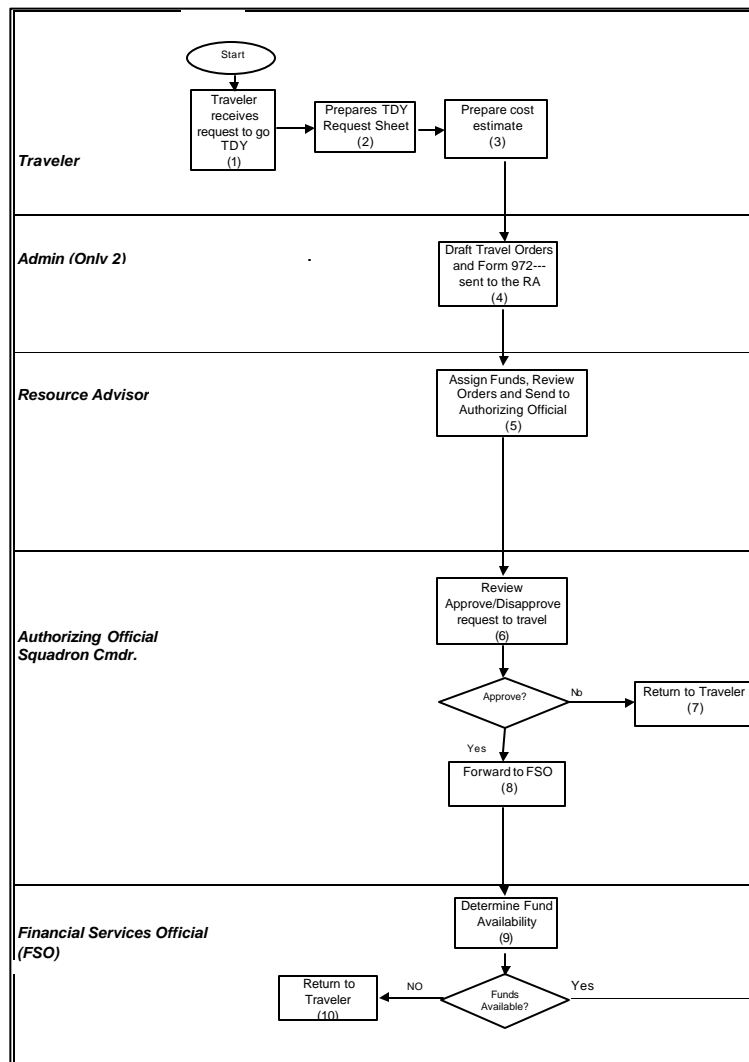 Start
Traveler
receives
request to go
TDY
(1)
Prepares TDY
Request Sheet
(2)
Prepare cost
estimate
(3)
Traveler
Admin (Only 2)
Draft Travel Orders
and Form 972---
sent to the RA
(4)
Resource Advisor
Assign Funds, Review
Orders and Send to
Authorizing Official
(5)
Review
Approve/Disapprove
request to travel
(6)
Authorizing Official
Squadron Cmdr.
Approve?
No
Return to Traveler
(7)
Yes
Forward to FSO
(8)
Determine Fund
Availability
(9)
Financial Services Official
(FSO)
Return to
Traveler
(10)
NO
Funds
Available?
Yes